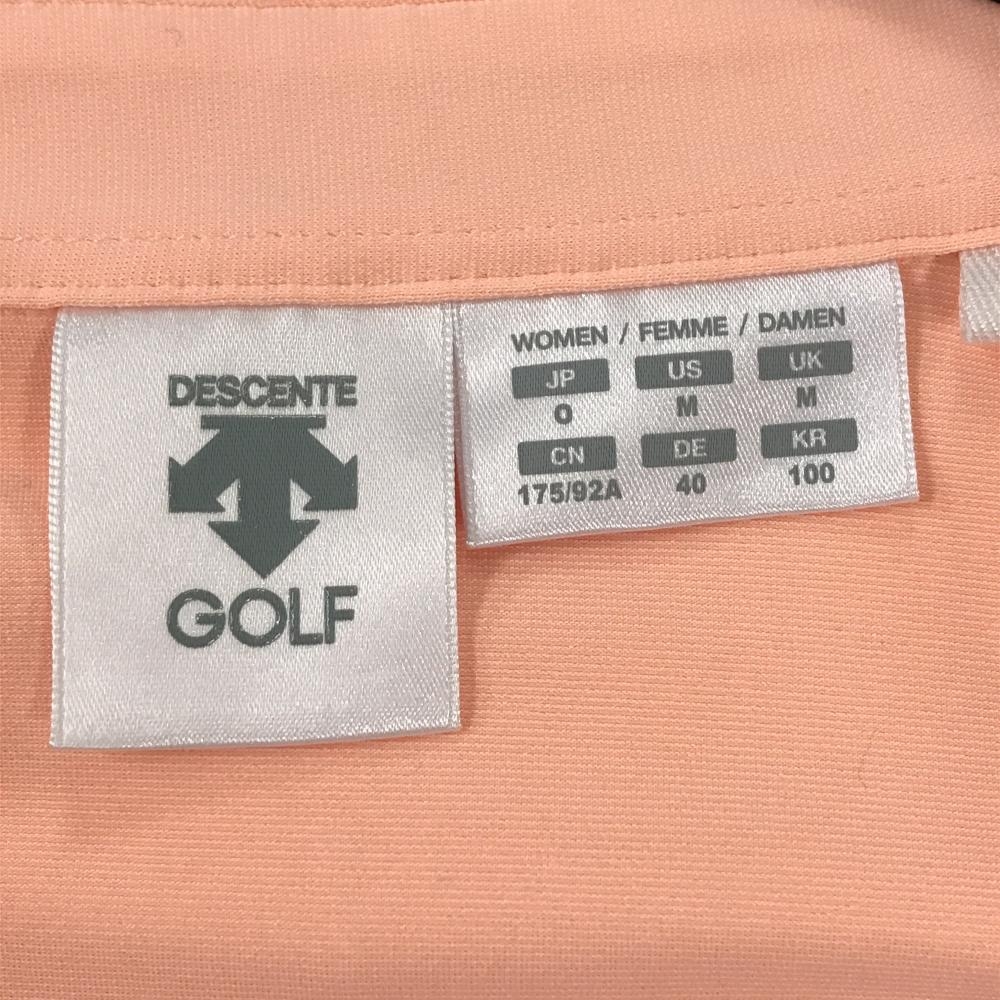 DESCENTE
GOLF
WOMEN / FEMME / DAMEN
JP US UK
O M M
CN DE KR
175/92A 40 100